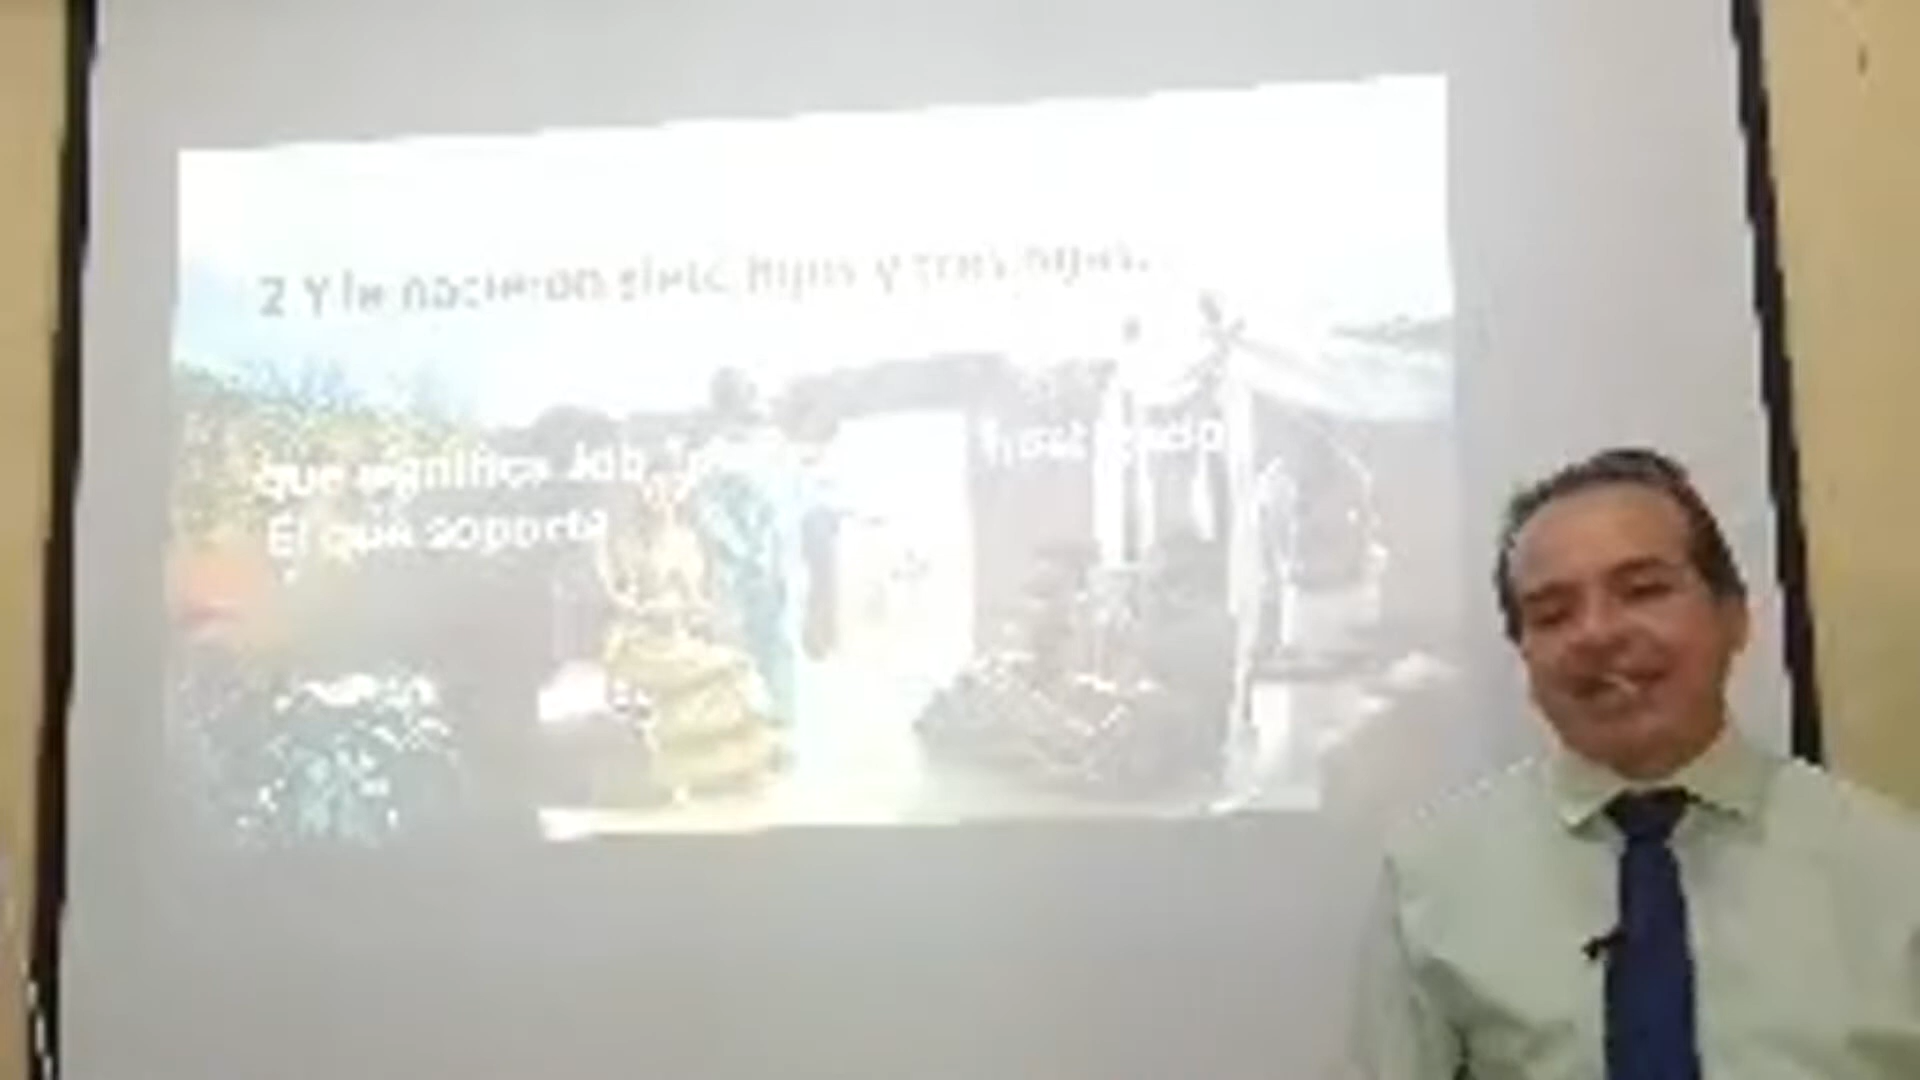 2 Y le nacieron siete hijos y tres hijas.
que significa Job
El que soporta